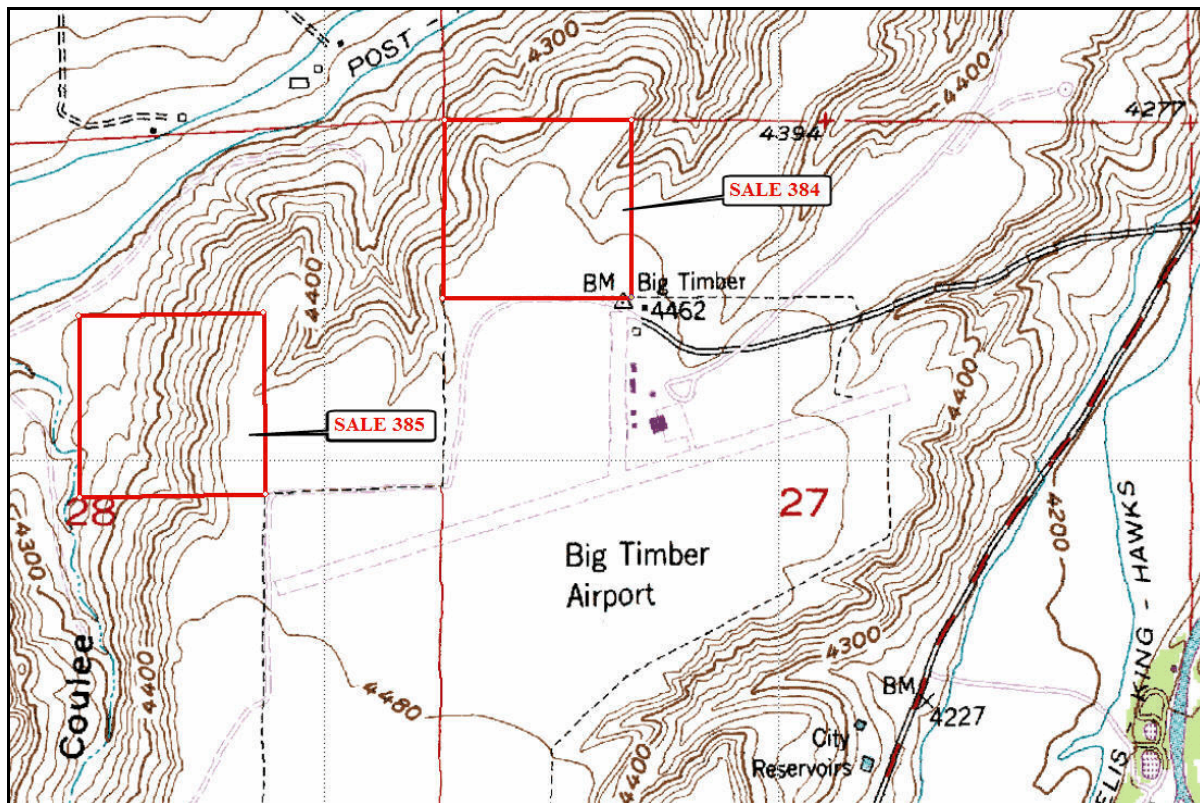 POST -
4300
4400
4394
4277
SALE 384
4400
BM Big Timber
4462
4400
SALE 385
28
27
4300
4200
KING - HAWKS
Big Timber
Airport
Coulee
4400
4480
4300
BM
4227
City
Reservoirs
4400
ELIS